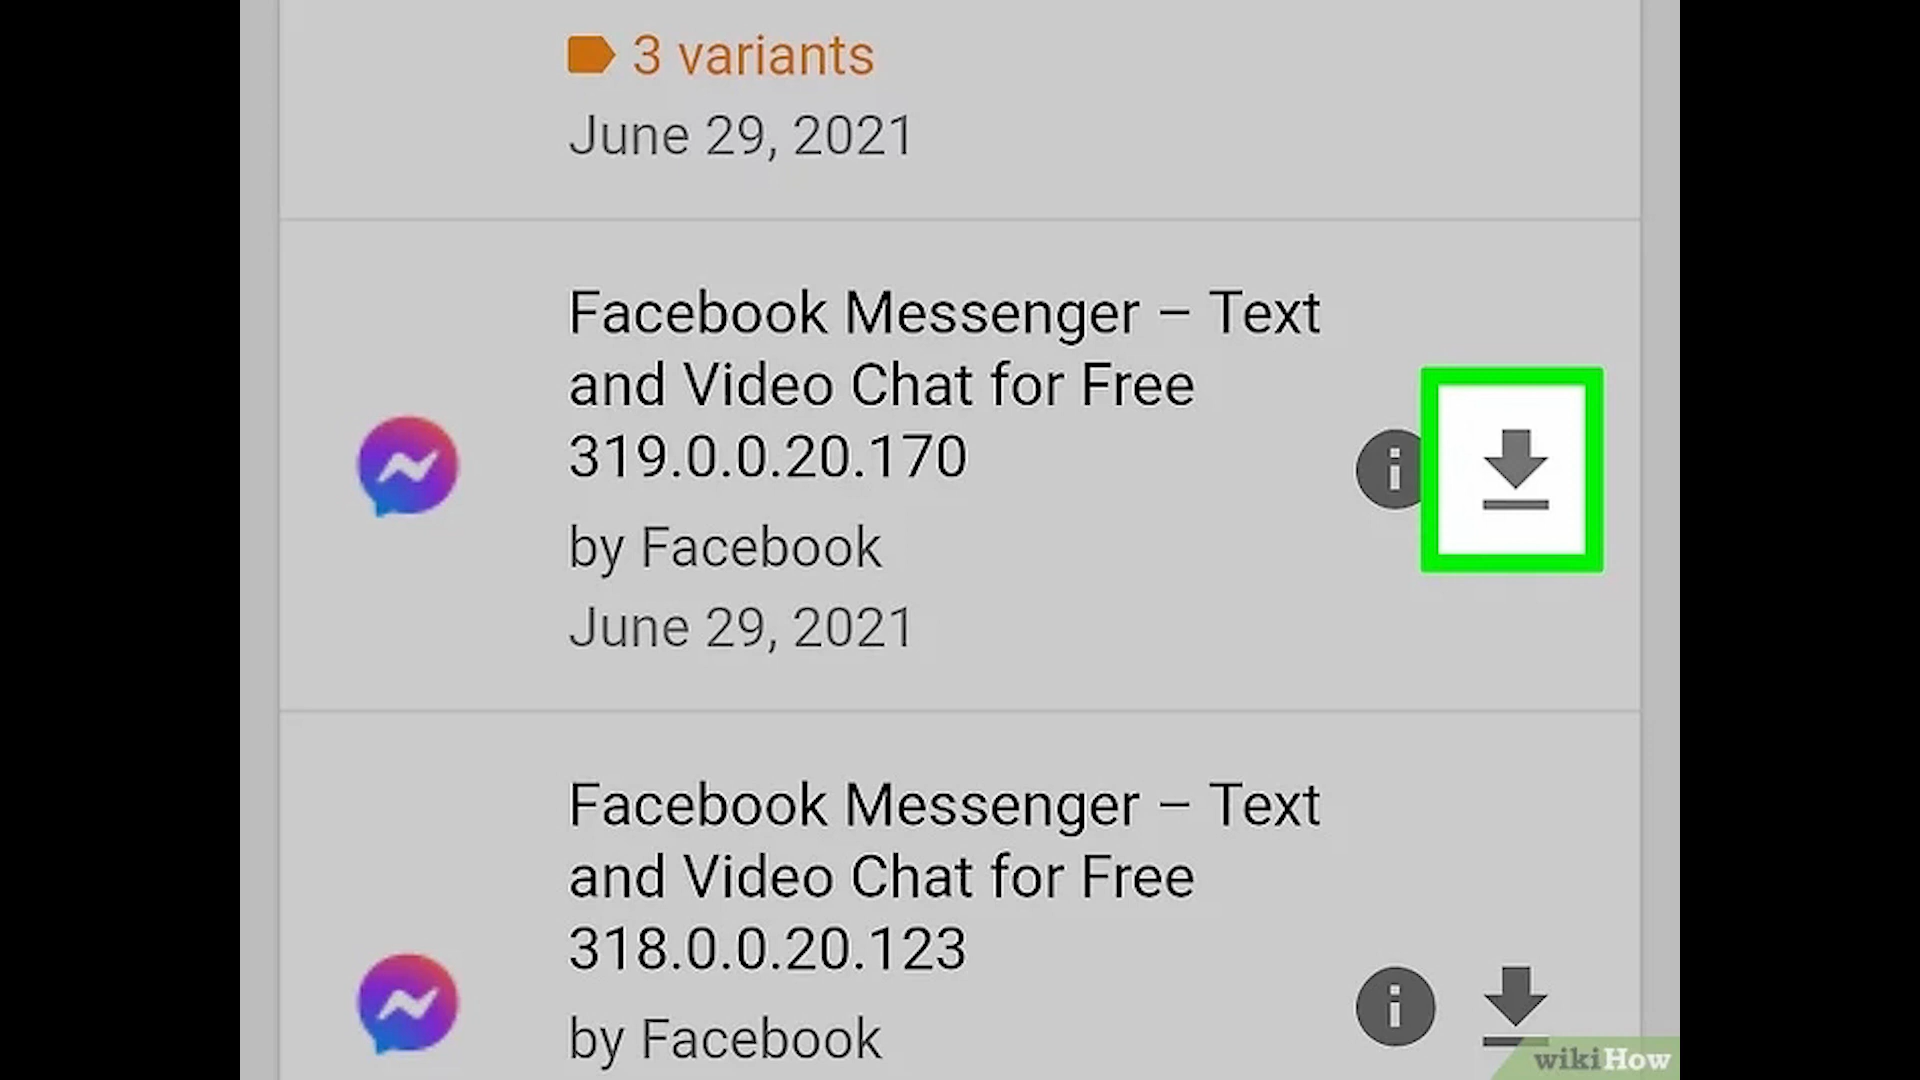 3 variants
June 29, 2021
Facebook Messenger – Text
and Video Chat for Free
319.0.0.20.170
by Facebook
June 29, 2021
Facebook Messenger – Text
and Video Chat for Free
318.0.0.20.123
by Facebook
wikiHow